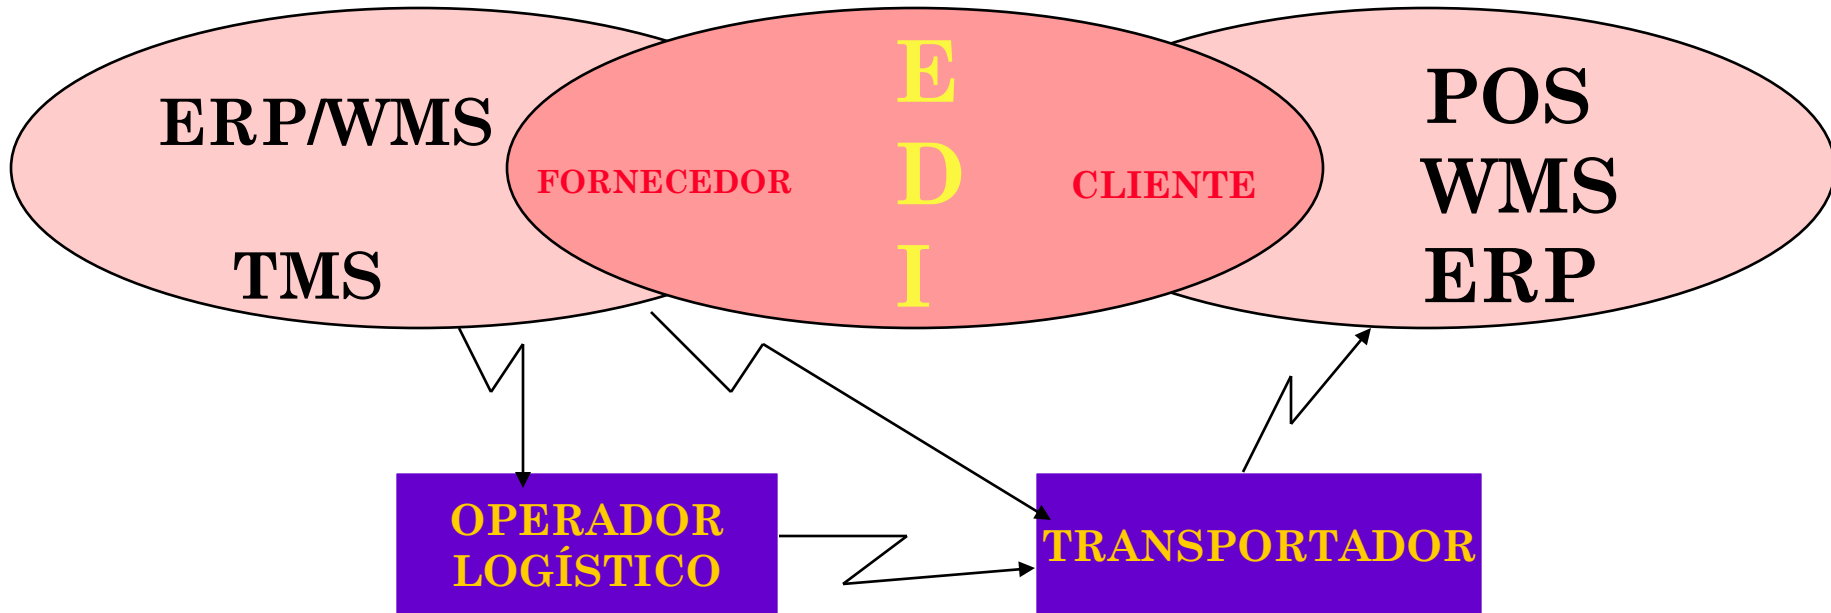 ERP/WMS
TMS
FORNECEDOR
E
D
I
CLIENTE
POS
WMS
ERP
OPERADOR
LOGÍSTICO
TRANSPORTADOR